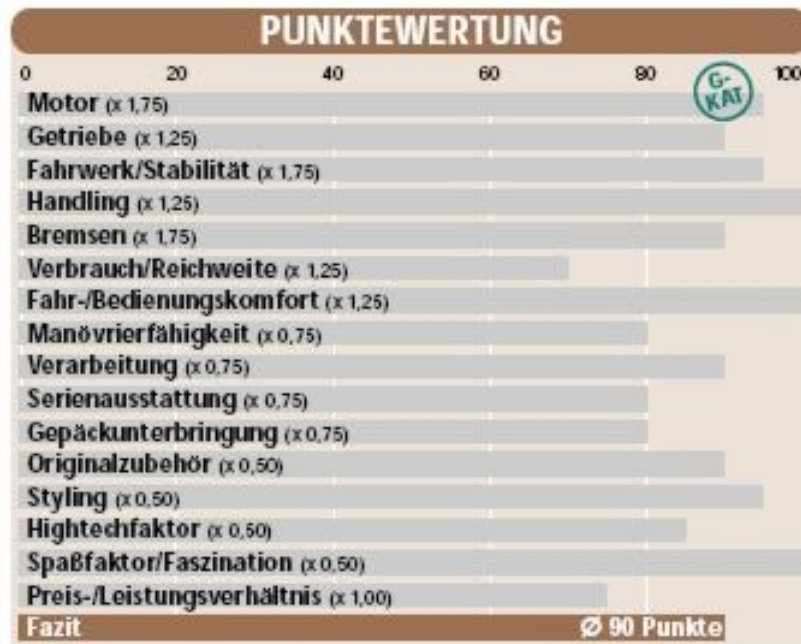 PUNKTEWERTUNG
0 20 40 60 80 100
G-
KAT
Motor (x 1,75)
Getriebe (x 1,25)
Fahrwerk/Stabilität (x 1,75)
Handling (x 1,25)
Bremsen (x 1,75)
Verbrauch/Reichweite (x 1,25)
Fahr-/Bedienungskomfort (x 1,25)
Manövrierfähigkeit (x 0,75)
Verarbeitung (x 0,75)
Serienausstattung (x 0,75)
Gepäckunterbringung (x 0,75)
Originalzubehör (x 0,50)
Styling (x 0,50)
Hightechfaktor (x 0,50)
Spaßfaktor/Faszination (x 0,50)
Preis-/Leistungsverhältnis (x 1,00)
Fazit Ø 90 Punkte